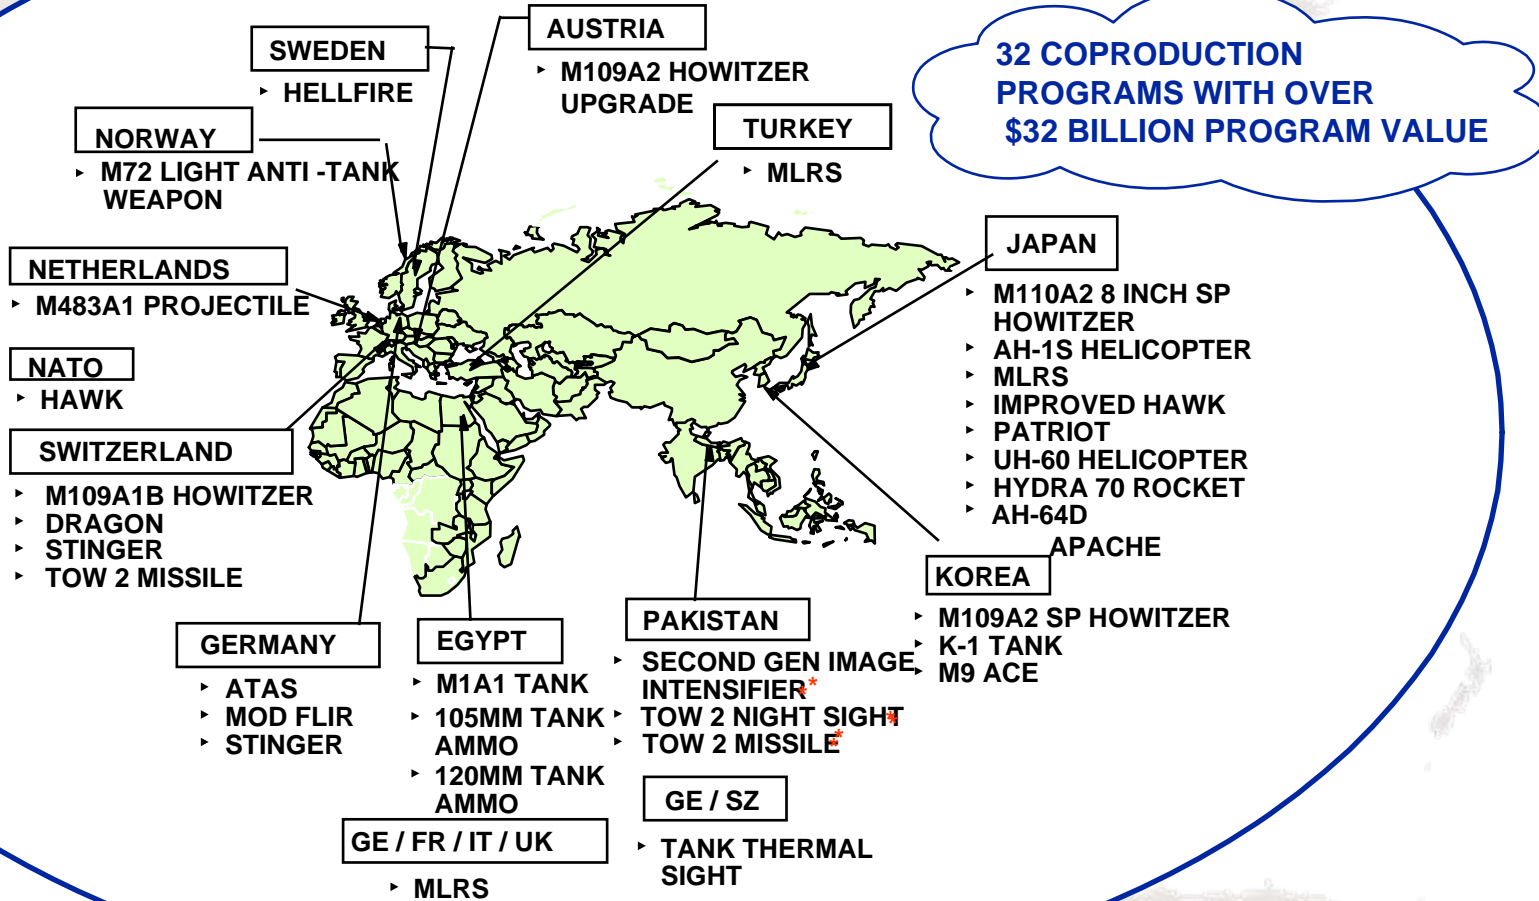 SWEDEN
‣ HELLFIRE
AUSTRIA
‣ M109A2 HOWITZER
UPGRADE
32 COPRODUCTION
PROGRAMS WITH OVER
$32 BILLION PROGRAM VALUE
NORWAY
‣ M72 LIGHT ANTI -TANK
WEAPON
TURKEY
‣ MLRS
NETHERLANDS
‣ M483A1 PROJECTILE
NATO
‣ HAWK
SWITZERLAND
‣ M109A1B HOWITZER
‣ DRAGON
‣ STINGER
‣ TOW 2 MISSILE
JAPAN
‣ M110A2 8 INCH SP
HOWITZER
‣ AH-1S HELICOPTER
‣ MLRS
‣ IMPROVED HAWK
‣ PATRIOT
‣ UH-60 HELICOPTER
‣ HYDRA 70 ROCKET
‣ AH-64D
APACHE
KOREA
‣ M109A2 SP HOWITZER
‣ K-1 TANK
‣ M9 ACE
GERMANY
‣ ATAS
‣ MOD FLIR
‣ STINGER
EGYPT
‣ M1A1 TANK
‣ 105MM TANK
AMMO
‣ 120MM TANK
AMMO
PAKISTAN
‣ SECOND GEN IMAGE
INTENSIFIER**
‣ TOW 2 NIGHT SIGHT*
‣ TOW 2 MISSILE**
GE / SZ
‣ TANK THERMAL
SIGHT
GE / FR / IT / UK
‣ MLRS